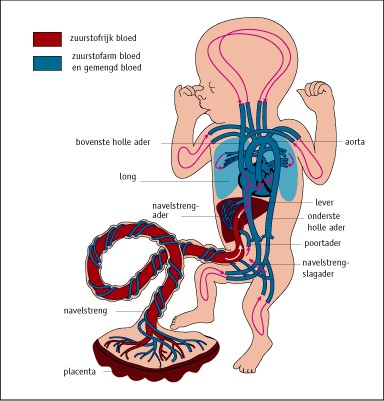 zuurstofrijk bloed
zuurstofarm bloed
en gemengd bloed
bovenste holle ader
aorta
long
lever
navelstreng-
ader
onderste
holle ader
poortader
navelstreng-
slagader
navelstreng
placenta